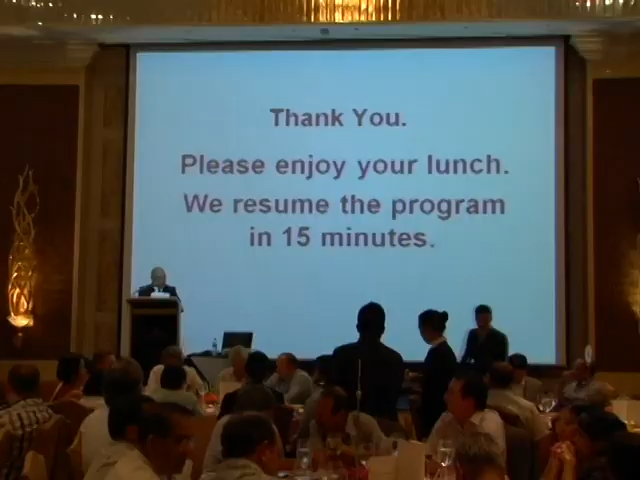 Thank You.
Please enjoy your lunch.
We resume the program
in 15 minutes.